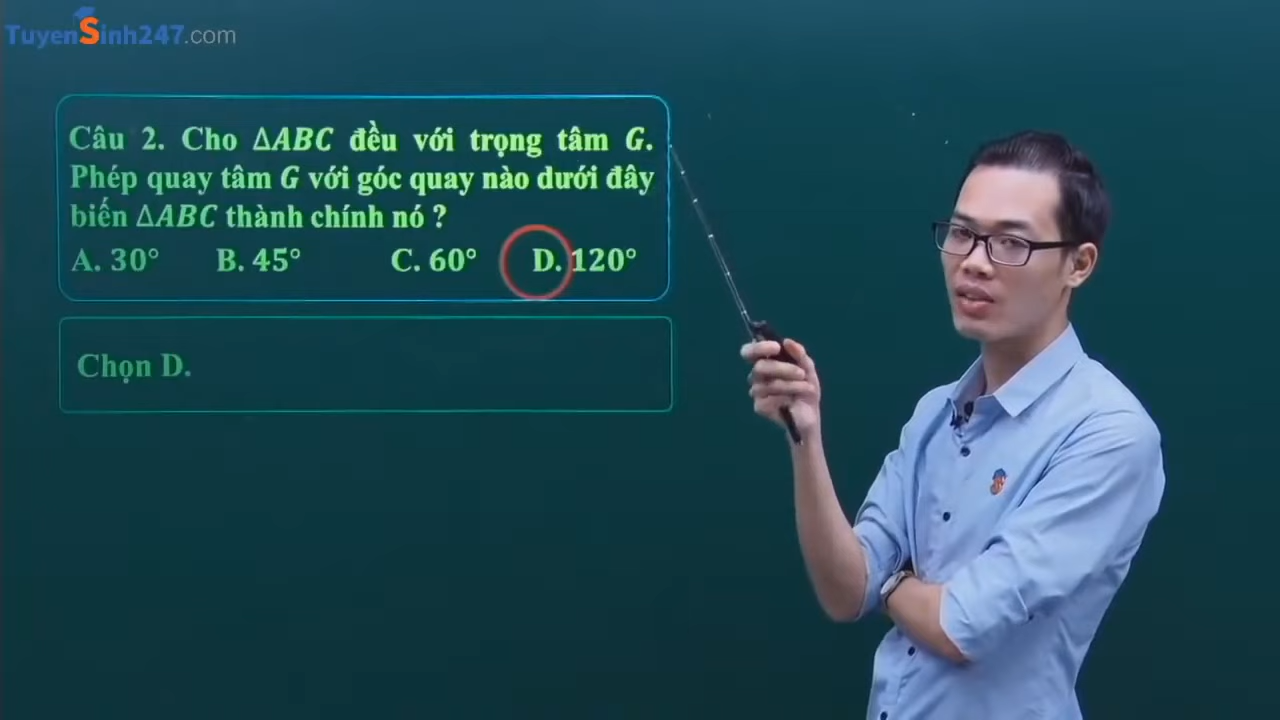 TuyenSinh247.com
Câu 2. Cho ΔABC đều với trọng tâm G.
Phép quay tâm G với góc quay nào dưới đây
biến ΔABC thành chính nó ?
A. 30° B. 45° C. 60° D. 120°
Chọn D.